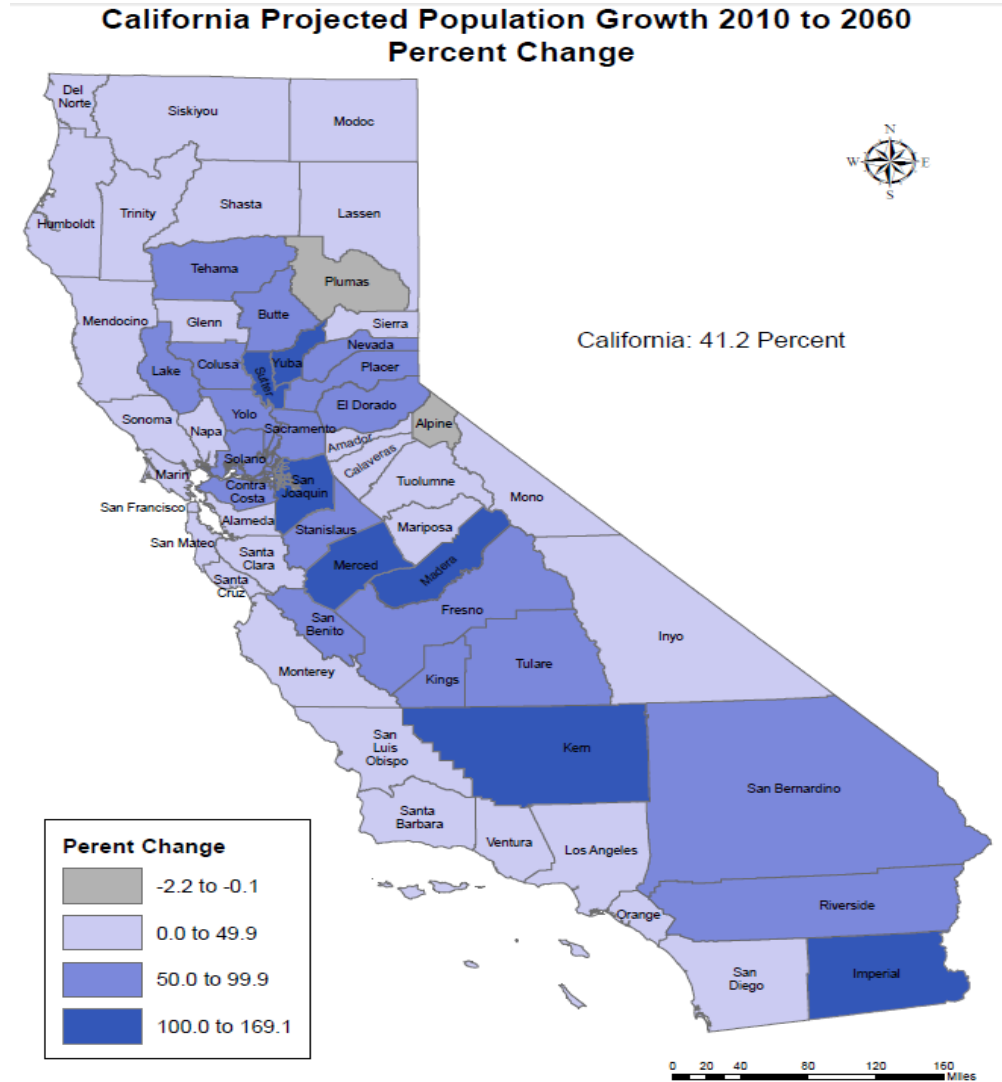 California Projected Population Growth 2010 to 2060
Percent Change
Del
Norte
Siskiyou
Modoc
N
W
E
S
Humboldt
Trinity
Shasta
Lassen
Tehama
Plumas
Mendocino
Glenn
Butte
Sierra
California: 41.2 Percent
Lake
Colusa
Sutter
Yuba
Nevada
Placer
Sonoma
Napa
Yolo
Sacramento
El Dorado
Alpine
Amador
Calaveras
Solano
Marin
Contra
Costa
San
Joaquin
Tuolumne
Mono
San Francisco
Alameda
Stanislaus
Mariposa
San Mateo
Santa
Clara
Merced
Madera
Santa
Cruz
San
Benito
Fresno
Inyo
Monterey
Kings
Tulare
San
Luis
Obispo
Kern
San Bernardino
Santa
Barbara
Ventura
Los Angeles
Orange
Riverside
San
Diego
Imperial
Perent Change
-2.2 to -0.1
0.0 to 49.9
50.0 to 99.9
100.0 to 169.1
0 20 40 80 120 160
Miles